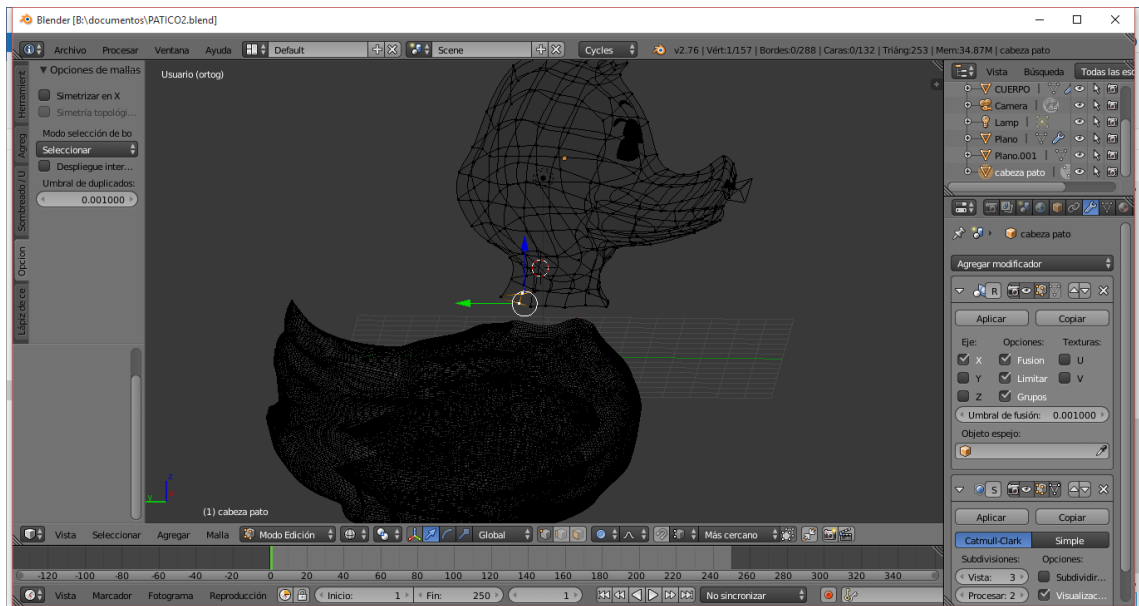 Blender [B:\documentos\PATICO2.blend]
Archivo Procesar Ventana Ayuda Default Scene Cycles v2.76 | Vért:1/157 | Bordes:0/288 | Caras:0/132 | Triáng:253 | Mem:34.87M | cabeza pato
Opciones de mallas
Simetrizar en X
Simetría topológi...
Modo selección de bo
Seleccionar
Despliegue inter...
Umbral de duplicados:
0.001000
Herramient
Agreg
Sombreado / U
Opcion
Lápiz de ce
Usuario (ortog)
z
y
(1) cabeza pato
Vista Búsqueda Todas las esc
CUERPO
Camera
Lamp
Plano
Plano.001
cabeza pato
cabeza pato
Agregar modificador
R
Aplicar Copiar
Eje: Opciones: Texturas:
X Fusion U
Y Limitar V
Z Grupos
Umbral de fusión: 0.001000
Objeto espejo:
S
Aplicar Copiar
Catmull-Clark Simple
Subdivisiones: Opciones:
Vista: 3 Subdividir...
Procesar: 2 Visualizac...
Vista Seleccionar Agregar Malla Modo Edición Global Más cercano
-120 -100 -80 -60 -40 -20 0 20 40 60 80 100 120 140 160 180 200 220 240 260 280 300 320 340
Vista Marcador Fotograma Reproducción Inicio: 1 Fin: 250 1 No sincronizar